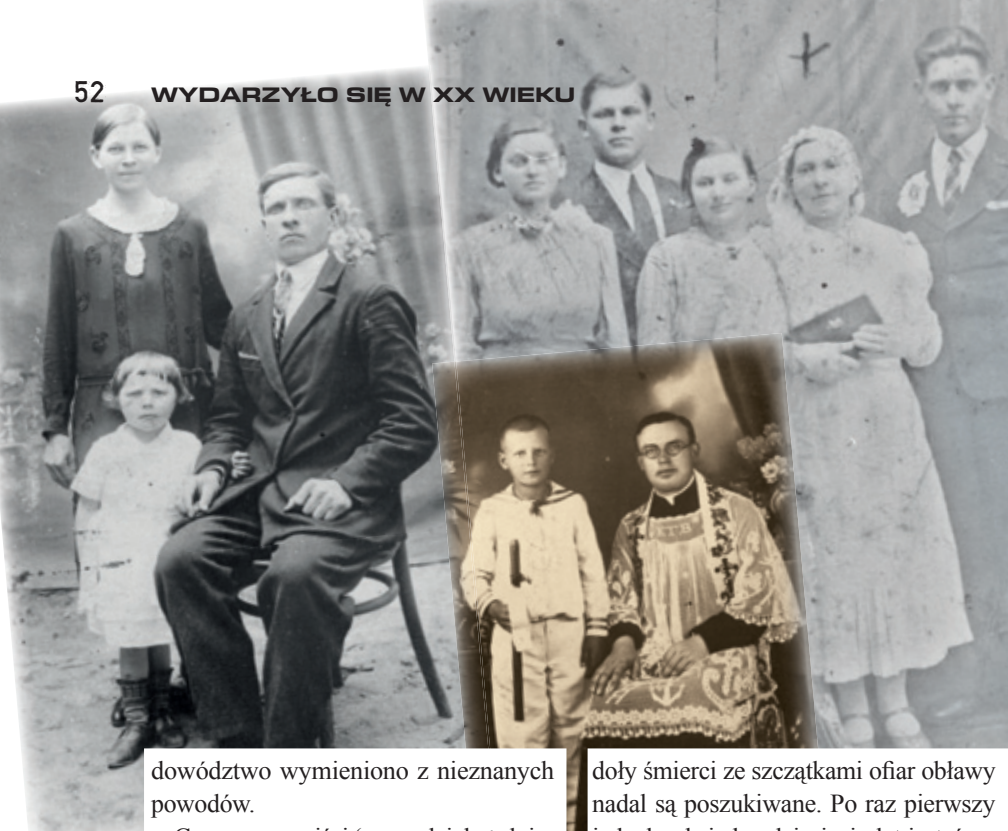 52 WYDARZYŁO SIĘ W XX WIEKU
dowództwo wymieniono z nieznanych
powodów.
doły śmierci ze szczątkami ofiar obławy
nadal są poszukiwane. Po raz pierwszy